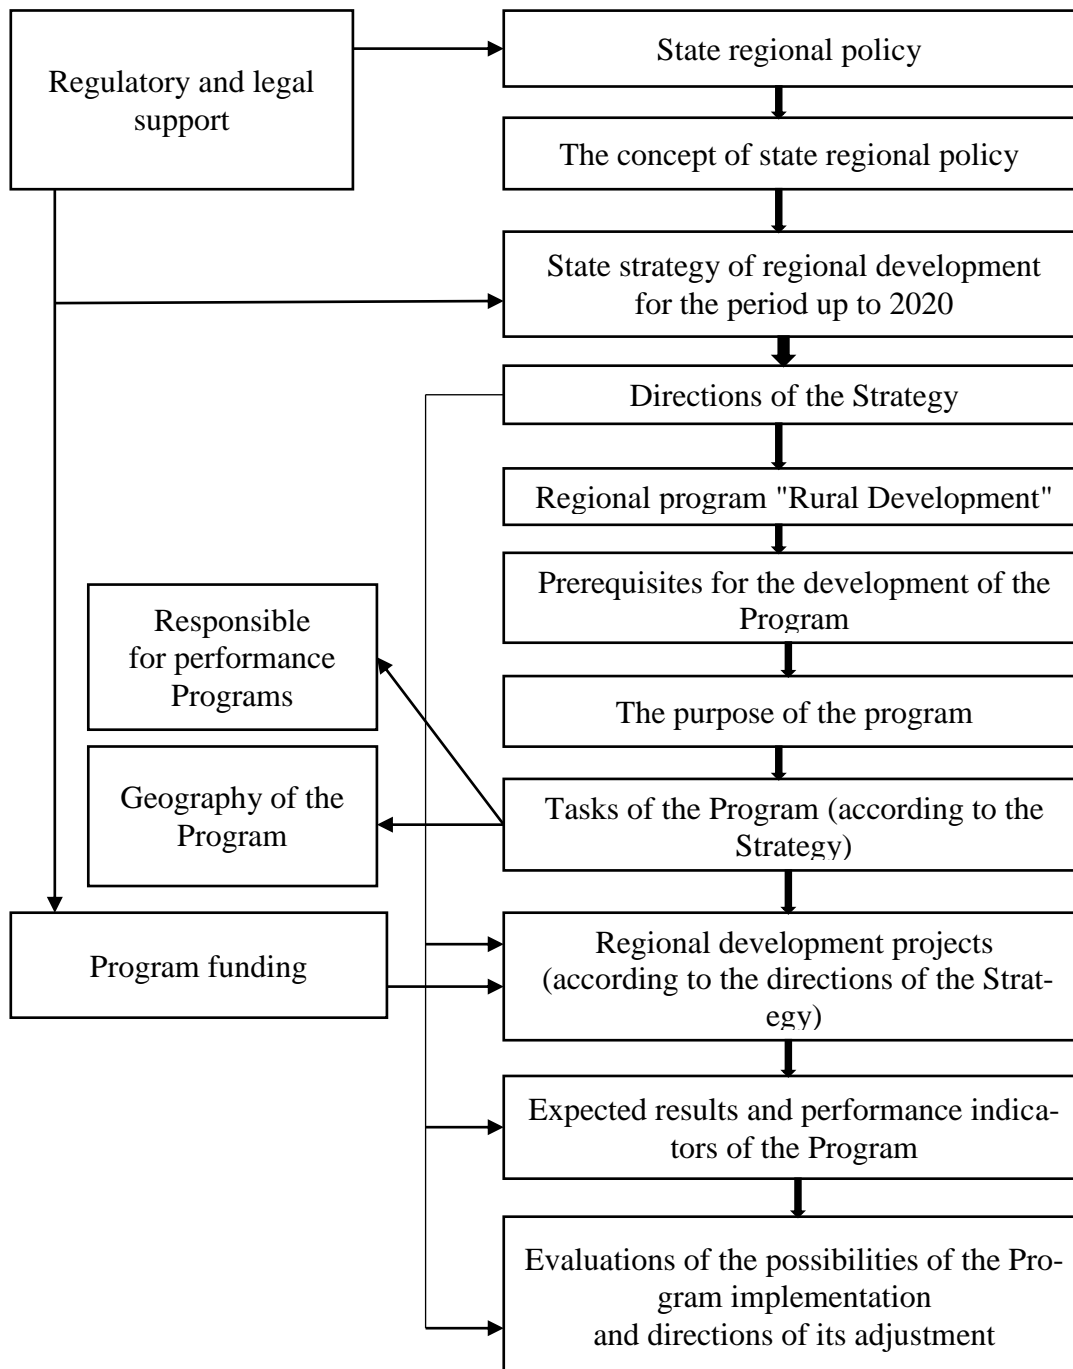 Regulatory and legal
support
State regional policy
The concept of state regional policy
State strategy of regional development
for the period up to 2020
Directions of the Strategy
Regional program "Rural Development"
Prerequisites for the development of the
Program
Responsible
for performance
Programs
The purpose of the program
Geography of the
Program
Tasks of the Program (according to the
Strategy)
Program funding
Regional development projects
(according to the directions of the Strat-
egy)
Expected results and performance indica-
tors of the Program
Evaluations of the possibilities of the Pro-
gram implementation
and directions of its adjustment